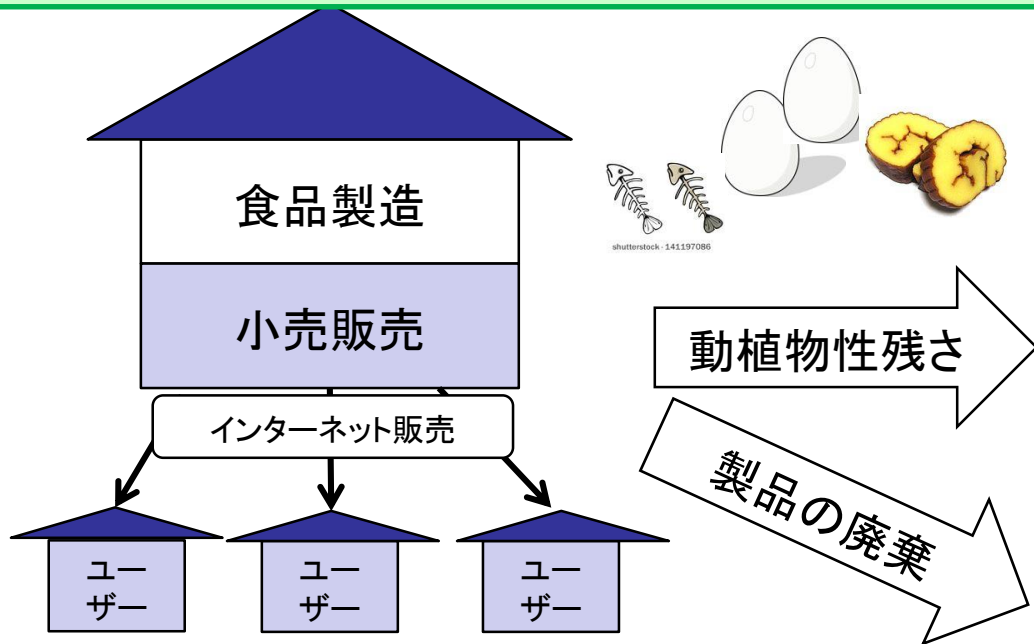 食品製造
小売販売
インターネット販売
ユー
ザー
ユー
ザー
ユー
ザー
shutterstock · 141197086
動植物性残さ
製品の廃棄